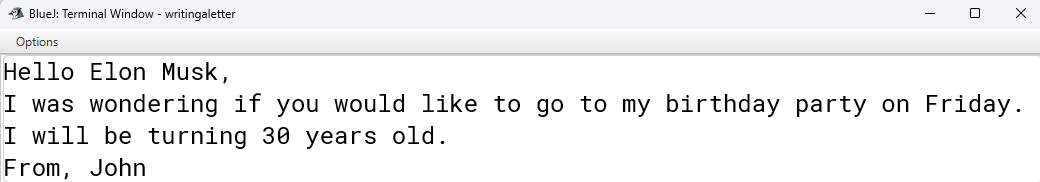 BlueJ: Terminal Window - writingaletter
Options
Hello Elon Musk,
I was wondering if you would like to go to my birthday party on Friday.
I will be turning 30 years old.
From, John